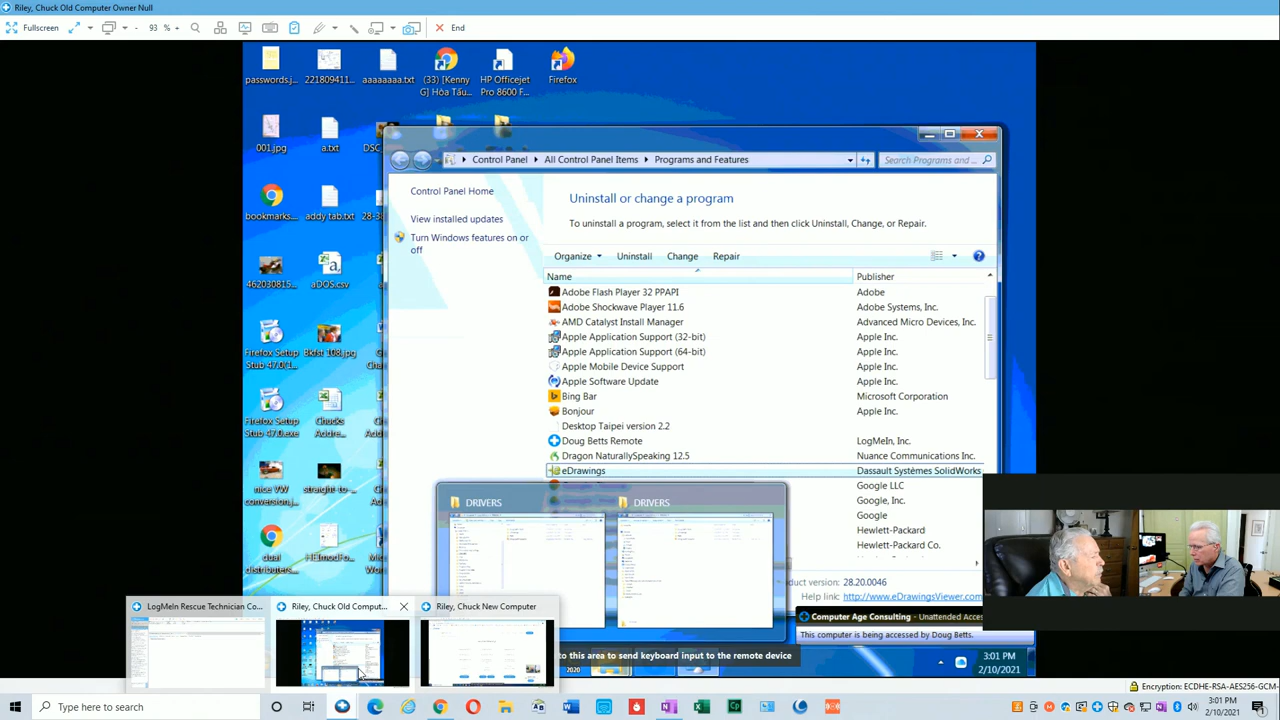 Riley, Chuck Old Computer Owner Null
Fullscreen
- 93 % +
End
passwords.j...
221809411...
aaaaaaaa.txt
(33) [Kenny G] Hòa Tấu...
HP Officejet Pro 8600 F...
Firefox
001.jpg
a.txt
DSC_
bookmarks...
addy tab.txt
28-38
462030815...
aDOS.csv
Firefox Setup Stub 47.0(1...
Bkfst 108.jpg
Firefox Setup Stub 47.0.exe
Chucks Addre...
nice VW conversion.j...
straight-to-...
dual distributers...
HEImodFo...
Control Panel
All Control Panel Items
Programs and Features
Search Programs and ...
Control Panel Home
View installed updates
Turn Windows features on or off
Uninstall or change a program
To uninstall a program, select it from the list and then click Uninstall, Change, or Repair.
Organize
Uninstall
Change
Repair
Name
Publisher
Adobe Flash Player 32 PPAPI
Adobe
Adobe Shockwave Player 11.6
Adobe Systems, Inc.
AMD Catalyst Install Manager
Advanced Micro Devices, Inc.
Apple Application Support (32-bit)
Apple Inc.
Apple Application Support (64-bit)
Apple Inc.
Apple Mobile Device Support
Apple Inc.
Apple Software Update
Apple Inc.
Bing Bar
Microsoft Corporation
Bonjour
Apple Inc.
Desktop Taipei version 2.2
Doug Betts Remote
LogMeIn, Inc.
Dragon NaturallySpeaking 12.5
Nuance Communications Inc.
eDrawings
Dassault Systèmes SolidWorks
Google LLC
Google, Inc.
Google
Hewlett-Packard
Hewlett-Packard Co.
DRIVERS
DRIVERS
duct version: 28.20.0046
Help link: http://www.eDrawingsViewer.com
Computer Age Consulting - Unattended Access
This computer is being accessed by Doug Betts.
LogMeIn Rescue Technician Co...
Riley, Chuck Old Comput...
Riley, Chuck New Computer
to this area to send keyboard input to the remote device
2020
3:01 PM
2/10/2021
Encryption: ECDHE-RSA-AES256-GCM-
Type here to search
3:01 PM
2/10/2021